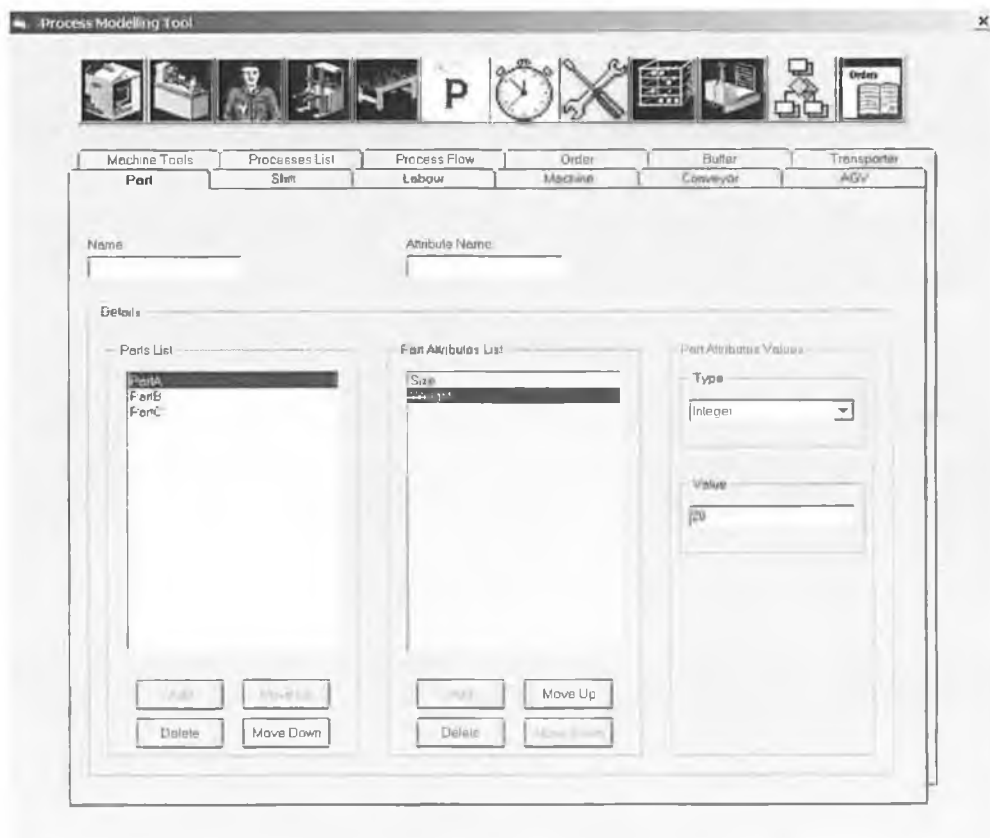 Process Modelling Tool
P
Orders
Machine Tools Processes List Process Flow Order Buffer Transporter
Part Shift Labour Machine Conveyor AGV
Name Attribute Name
Details
Parts List Part Attributes List Part Attributes Values
PartA Size Type
PartB
PartC Integer
Value
20
Add Move Up Add Move Up
Delete Move Down Delete Move Down